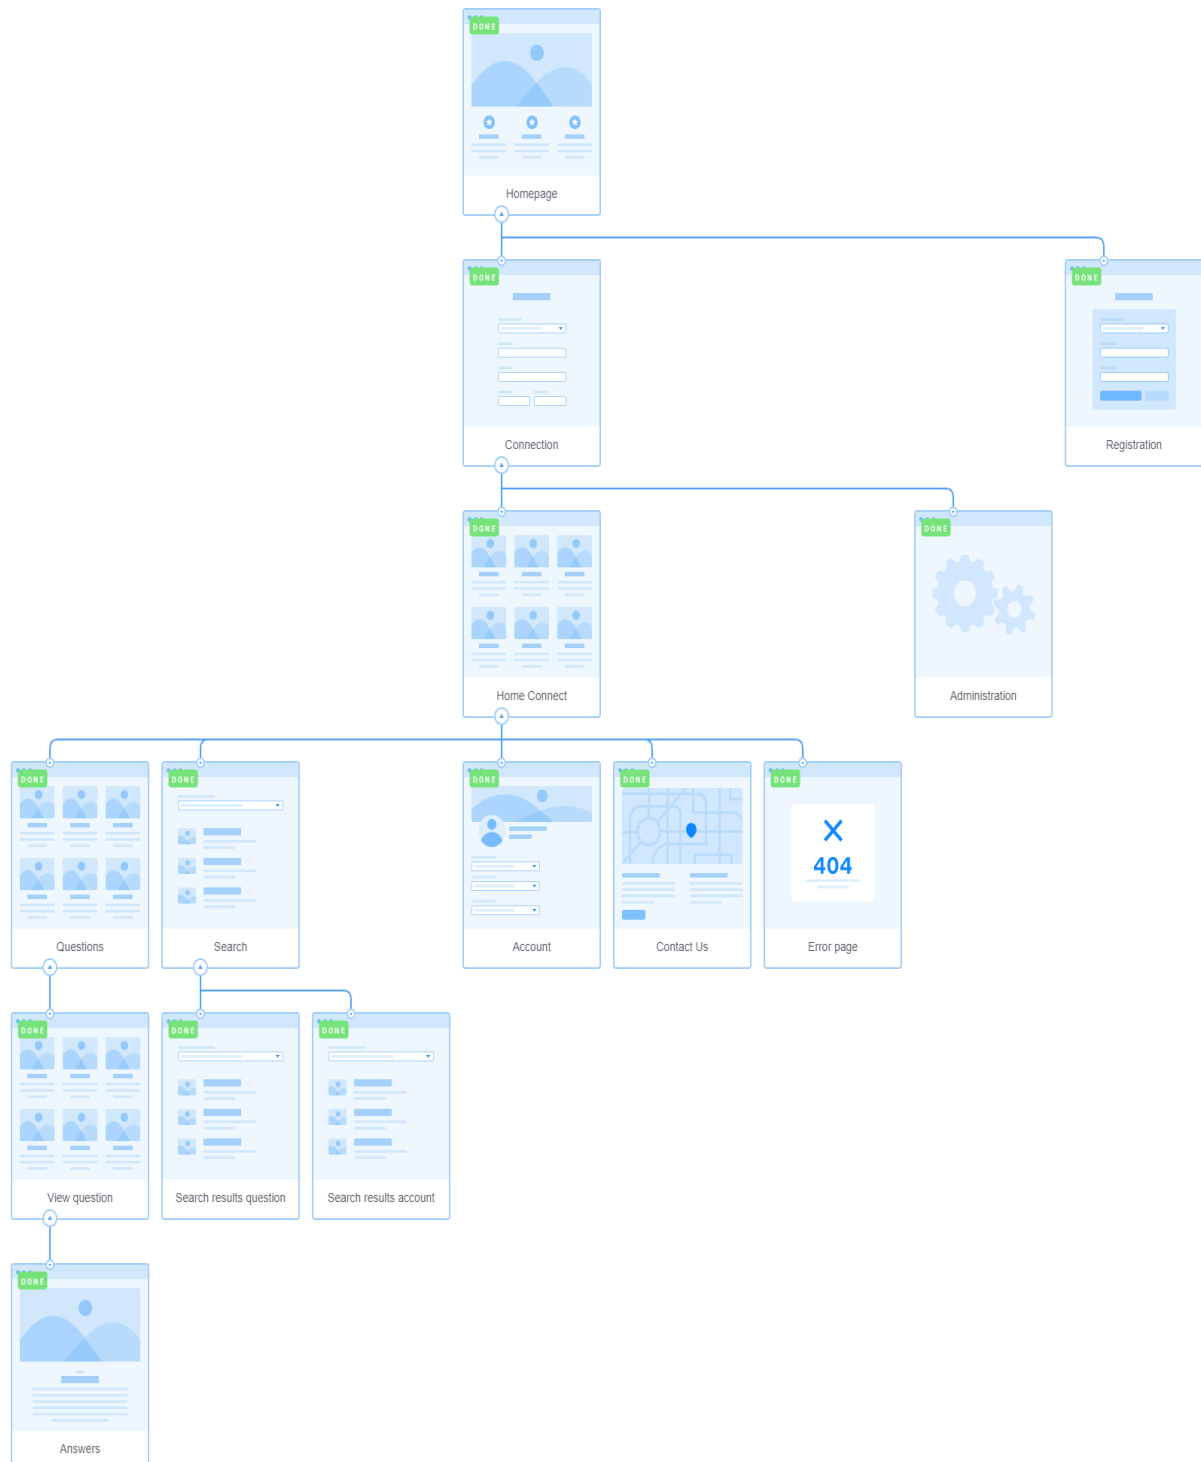 DONE
Homepage
DONE
DONE
Connection
Registration
DONE
DONE
Home Connect
Administration
DONE
DONE
DONE
DONE
DONE
404
Questions
Search
Account
Contact Us
Error page
DONE
DONE
DONE
View question
Search results question
Search results account
DONE
Answers